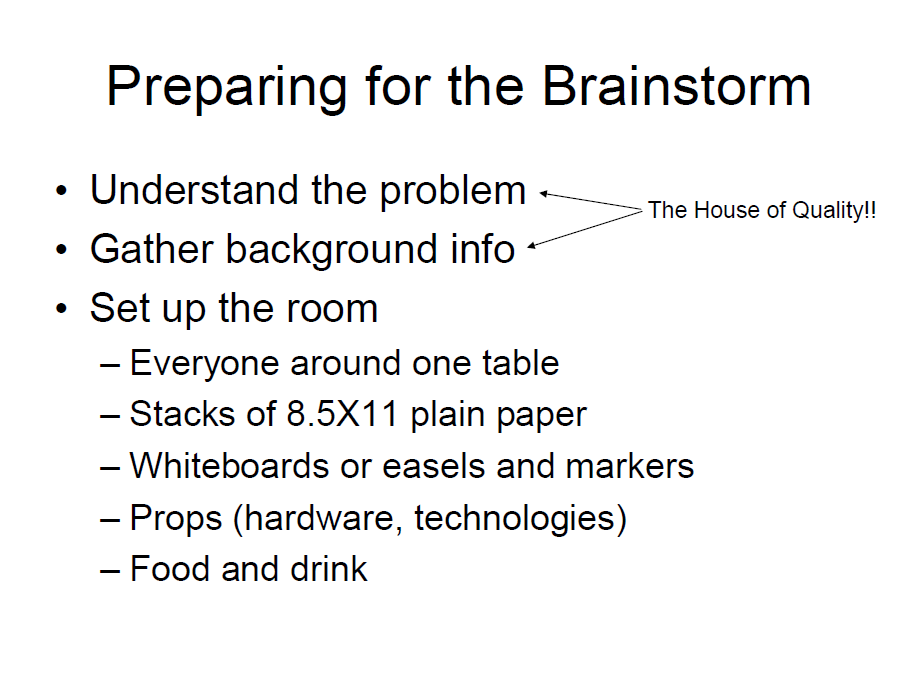 Preparing for the Brainstorm
• Understand the problem
The House of Quality!!
• Gather background info
• Set up the room
– Everyone around one table
– Stacks of 8.5X11 plain paper
– Whiteboards or easels and markers
– Props (hardware, technologies)
– Food and drink